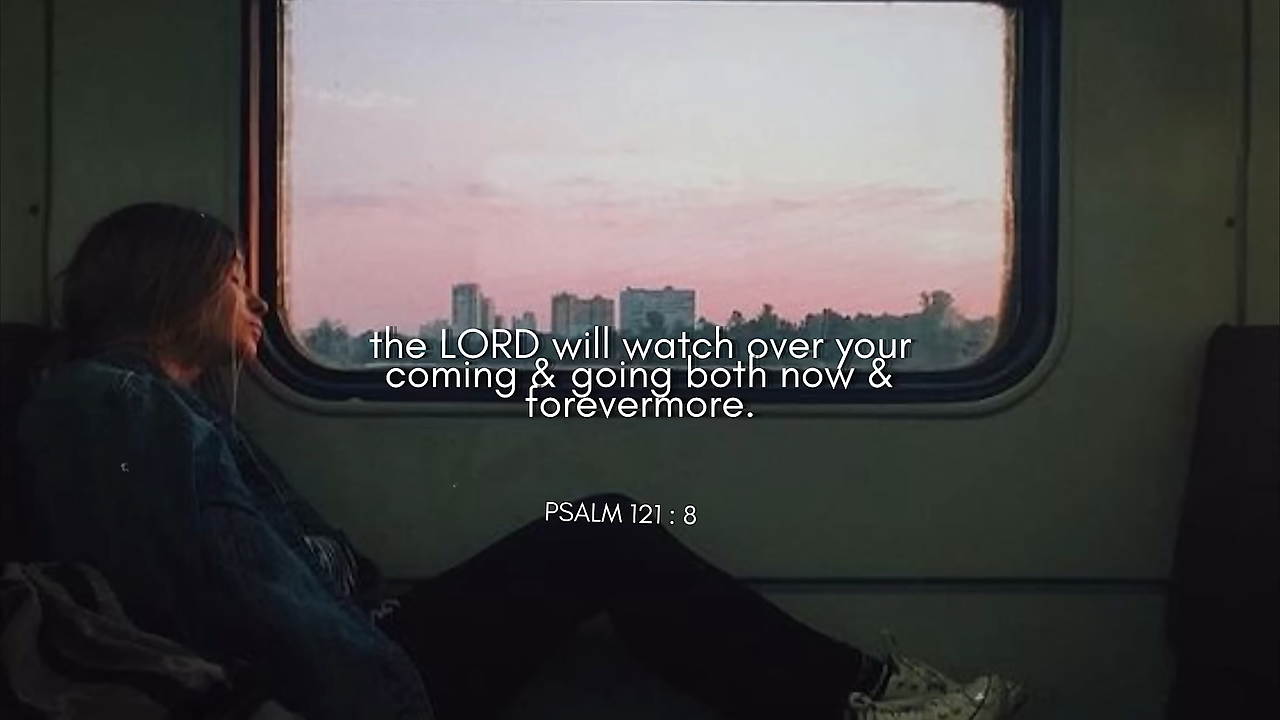 the LORD will watch over your
coming & going both now &
forevermore.
PSALM 121 : 8